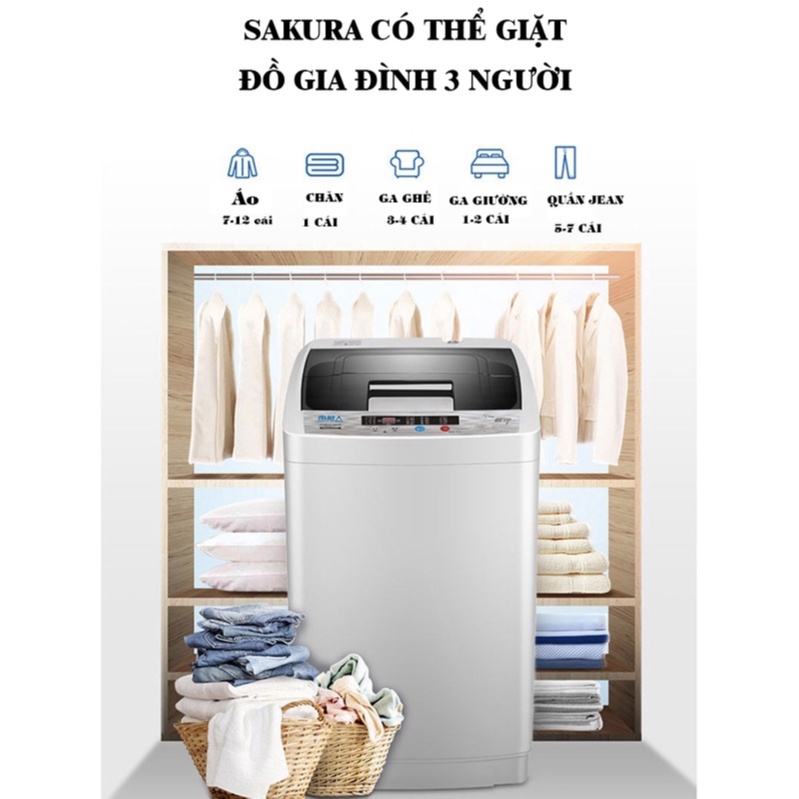 SAKURA CÓ THỂ GIẶT
ĐỒ GIA ĐÌNH 3 NGƯỜI
Áo
7-12 cái
CHĂN
1 CÁI
GA GHẾ
3-4 CÁI
GA GIƯỜNG
1-2 CÁI
QUẦN JEAN
5-7 CÁI